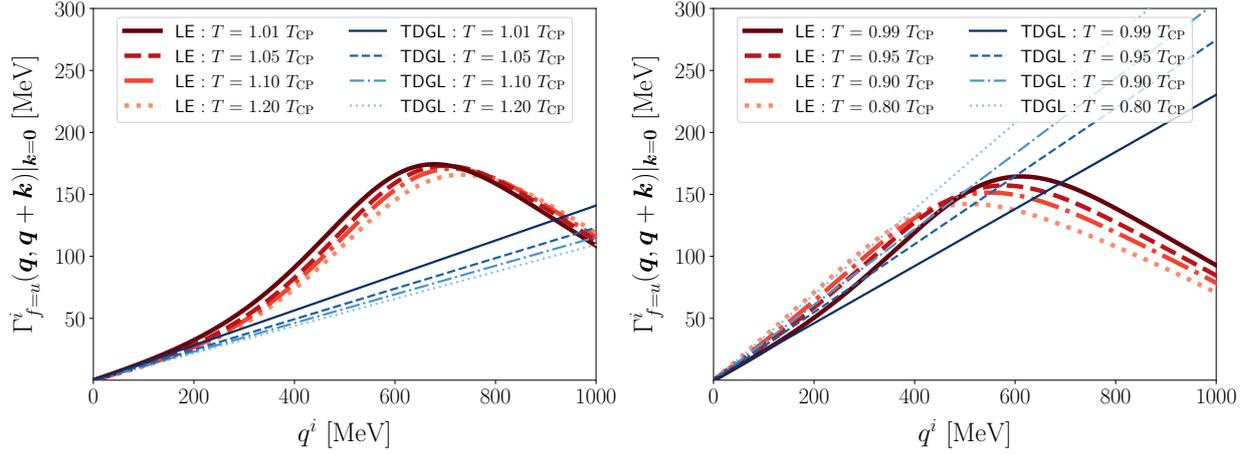 300
250
200
150
100
50
0
200
400
600
800
1000
Γ^i_{f=u}(q, q + k)|_{k=0} [MeV]
q^i [MeV]
LE : T = 1.01 T_CP
LE : T = 1.05 T_CP
LE : T = 1.10 T_CP
LE : T = 1.20 T_CP
TDGL : T = 1.01 T_CP
TDGL : T = 1.05 T_CP
TDGL : T = 1.10 T_CP
TDGL : T = 1.20 T_CP
300
250
200
150
100
50
0
200
400
600
800
1000
Γ^i_{f=u}(q, q + k)|_{k=0} [MeV]
q^i [MeV]
LE : T = 0.99 T_CP
LE : T = 0.95 T_CP
LE : T = 0.90 T_CP
LE : T = 0.80 T_CP
TDGL : T = 0.99 T_CP
TDGL : T = 0.95 T_CP
TDGL : T = 0.90 T_CP
TDGL : T = 0.80 T_CP